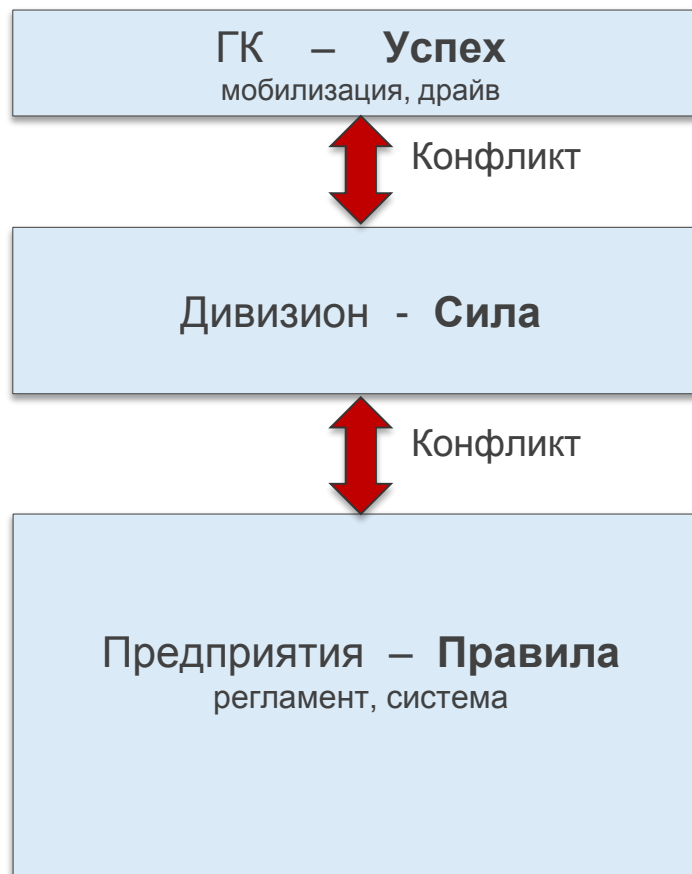 ГК – Успех
мобилизация, драйв
Конфликт
Дивизион - Сила
Конфликт
Предприятия – Правила
регламент, система